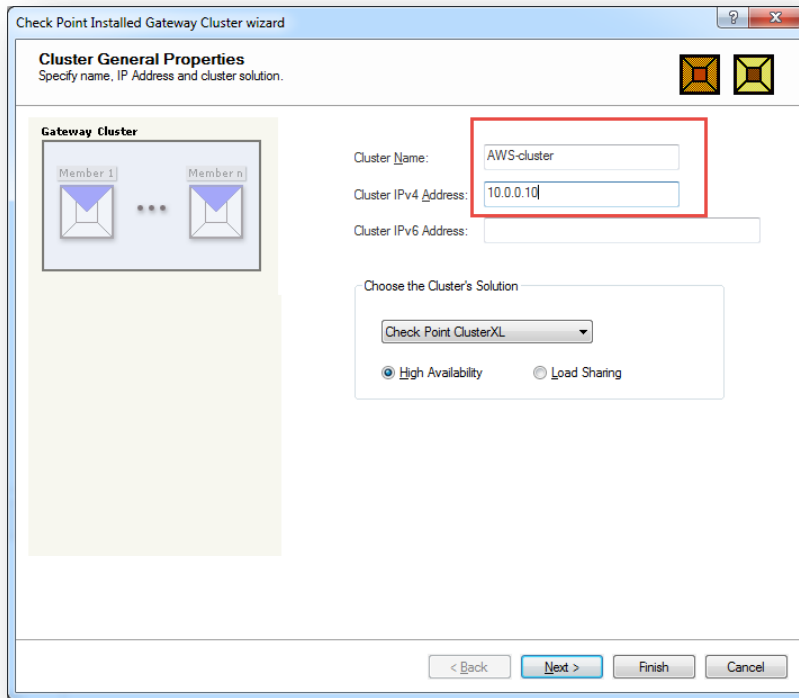 Check Point Installed Gateway Cluster wizard
?
X
Cluster General Properties
Specify name, IP Address and cluster solution.
Gateway Cluster
Member 1
Member n
Cluster Name:
AWS-cluster
Cluster IPv4 Address:
10.0.0.10
Cluster IPv6 Address:
Choose the Cluster's Solution
Check Point ClusterXL
High Availability
Load Sharing
< Back
Next >
Finish
Cancel